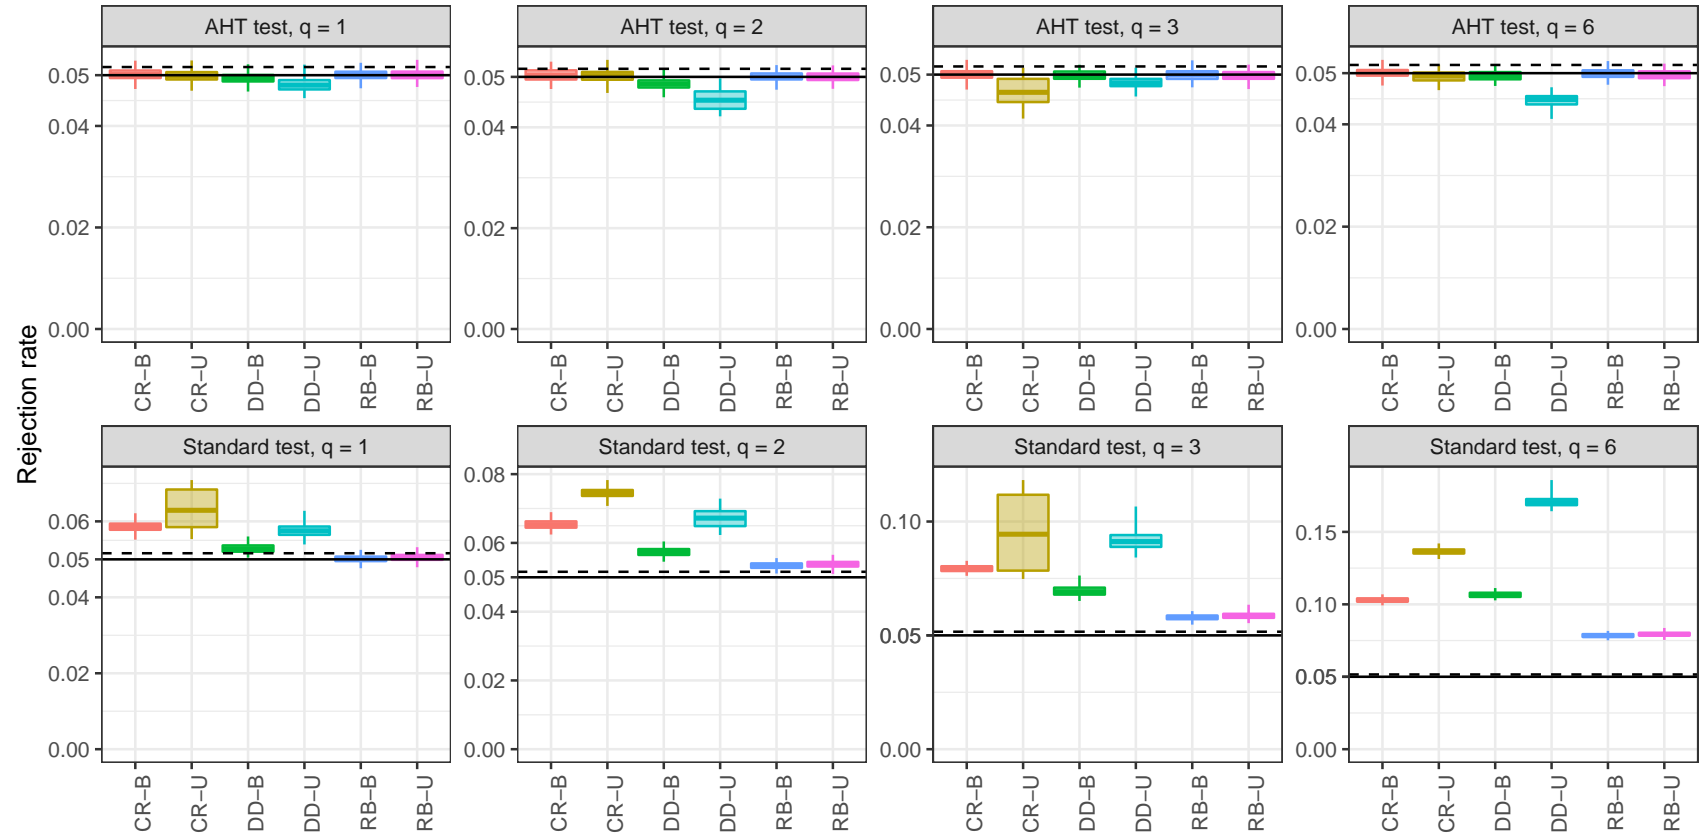 Rejection rate
AHT test, q = 1
0.05
0.04
0.02
0.00
CR−B
CR−U
DD−B
DD−U
RB−B
RB−U
AHT test, q = 2
0.05
0.04
0.02
0.00
CR−B
CR−U
DD−B
DD−U
RB−B
RB−U
AHT test, q = 3
0.05
0.04
0.02
0.00
CR−B
CR−U
DD−B
DD−U
RB−B
RB−U
AHT test, q = 6
0.05
0.04
0.02
0.00
CR−B
CR−U
DD−B
DD−U
RB−B
RB−U
Standard test, q = 1
0.06
0.05
0.04
0.02
0.00
CR−B
CR−U
DD−B
DD−U
RB−B
RB−U
Standard test, q = 2
0.08
0.06
0.05
0.04
0.02
0.00
CR−B
CR−U
DD−B
DD−U
RB−B
RB−U
Standard test, q = 3
0.10
0.05
0.00
CR−B
CR−U
DD−B
DD−U
RB−B
RB−U
Standard test, q = 6
0.15
0.10
0.05
0.00
CR−B
CR−U
DD−B
DD−U
RB−B
RB−U